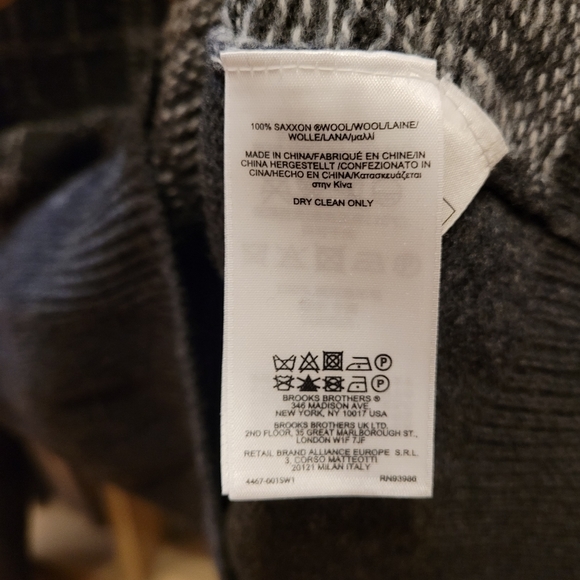 100% SAXXON ®WOOL/WOOL/LAINE/
WOLLE/LANA/μαλλί
MADE IN CHINA/FABRIQUÉ EN CHINE/IN
CHINA HERGESTELLT /CONFEZIONATO IN
CINA/HECHO EN CHINA/Κατασκευάζεται
στην Κίνα
DRY CLEAN ONLY
P
P
BROOKS BROTHERS ®
346 MADISON AVE.
NEW YORK, NY 10017 USA
BROOKS BROTHERS UK LTD.
2ND FLOOR, 35 GREAT MARLBOROUGH ST.,
LONDON W1F 7JF
RETAIL BRAND ALLIANCE EUROPE S.R.L.
3, CORSO MATTEOTTI
20121 MILAN ITALY
4467-001SW1 RN93980